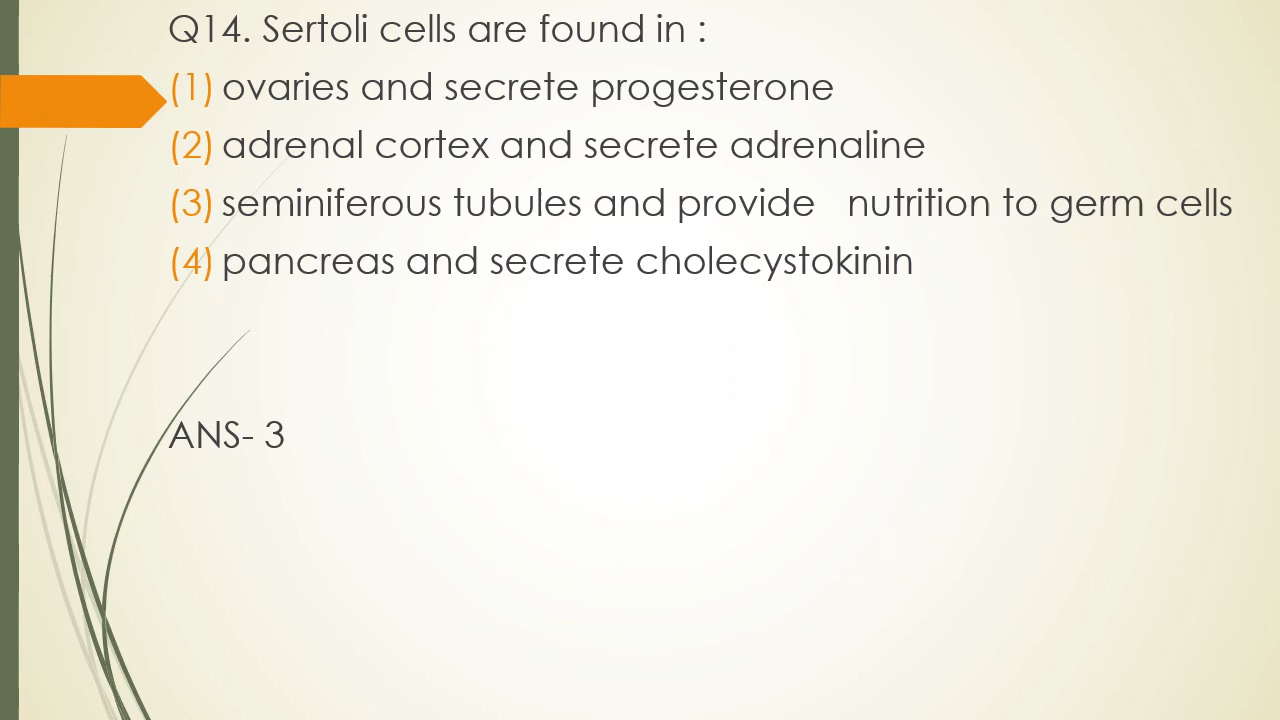 Q14. Sertoli cells are found in :
(1) ovaries and secrete progesterone
(2) adrenal cortex and secrete adrenaline
(3) seminiferous tubules and provide   nutrition to germ cells
(4) pancreas and secrete cholecystokinin
ANS- 3